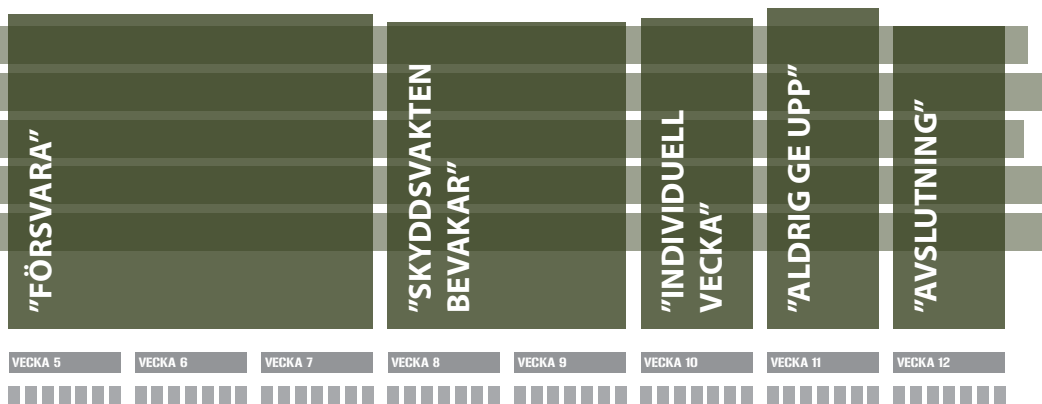 ”FÖRSVARA”
”SKYDDSVAKTEN
BEVAKAR”
”INDIVIDUELL
VECKA”
”ALDRIG GE UPP”
”AVSLUTNING”
VECKA 5
VECKA 6
VECKA 7
VECKA 8
VECKA 9
VECKA 10
VECKA 11
VECKA 12